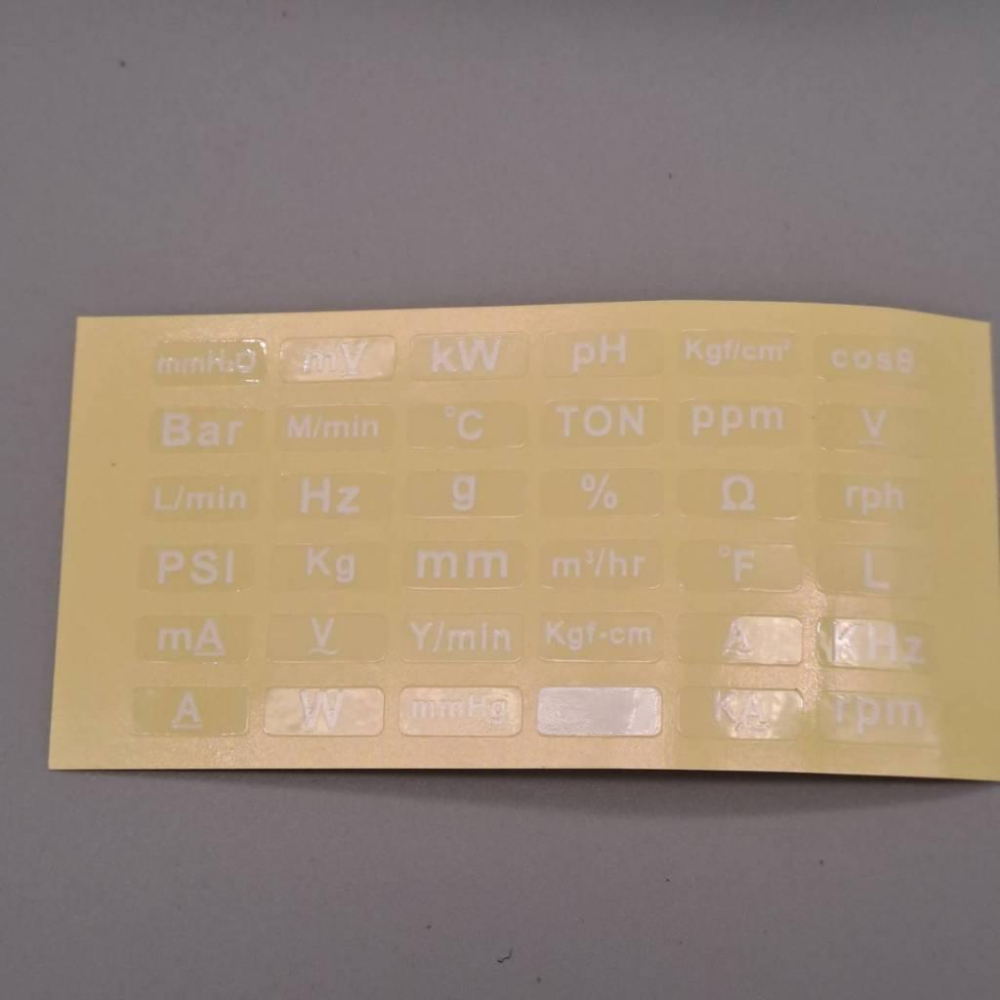 mmH₂O mV kW pH Kgf/cm² cosθ
Bar M/min °C TON ppm V
L/min Hz g % Ω rph
PSI Kg mm m³/hr °F L
mA V Y/min Kgf-cm A KHz
A W mmHg KA rpm